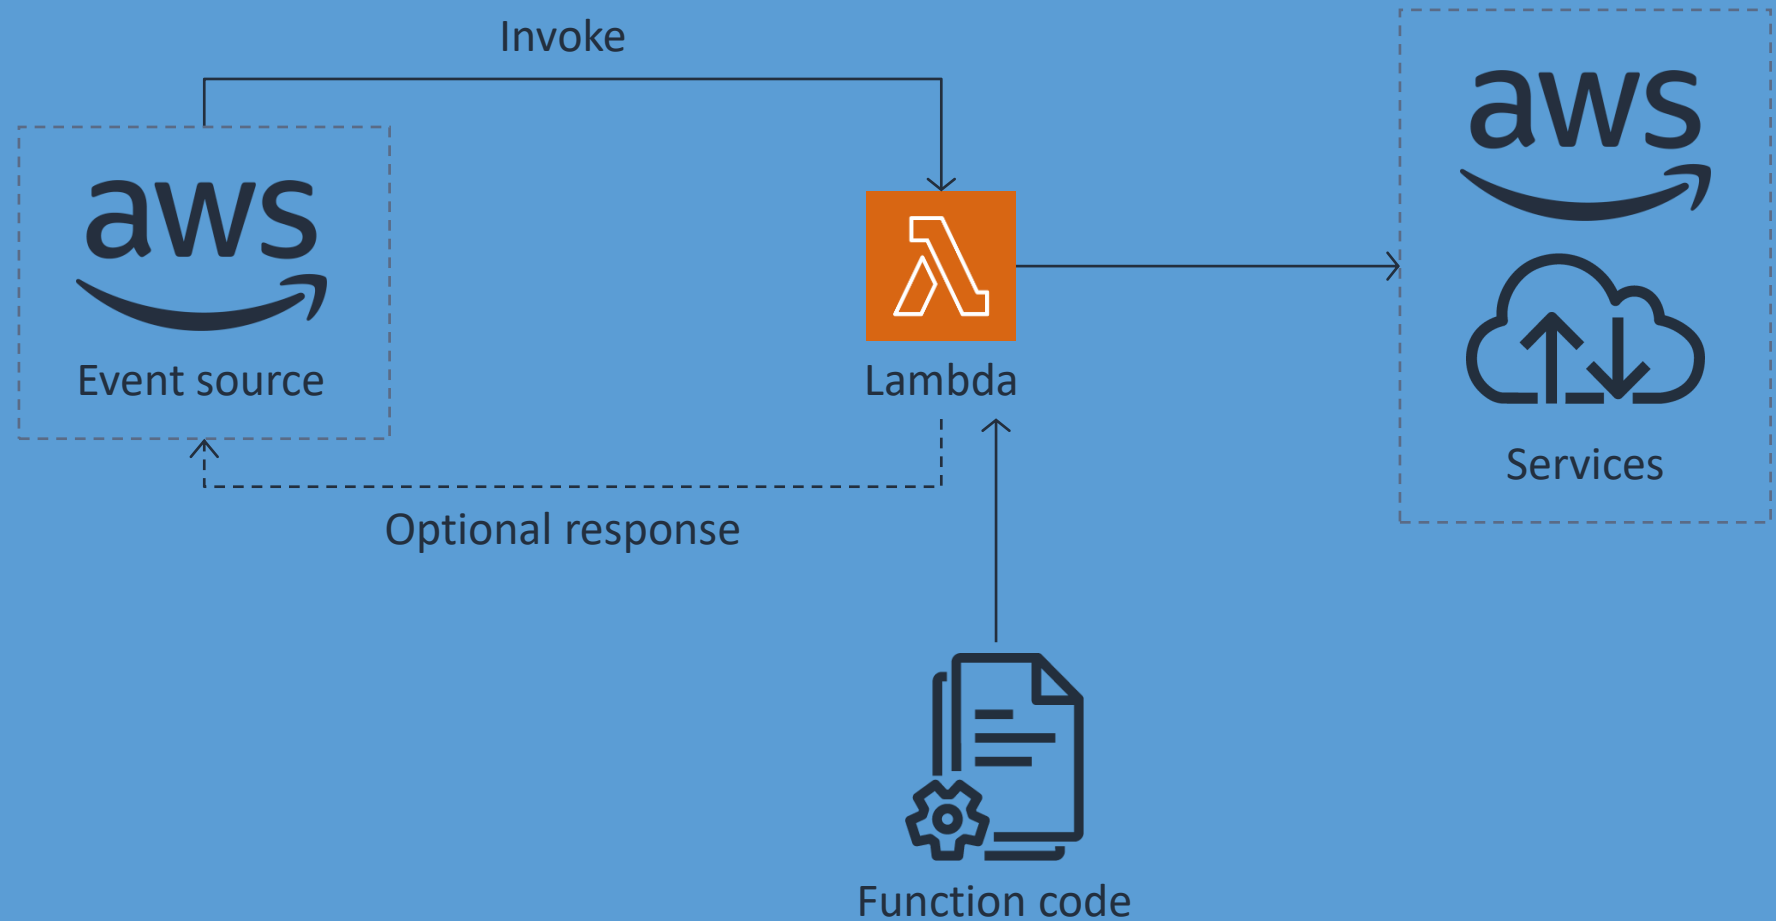 Invoke
aws
Event source
Lambda
aws
Services
Optional response
Function code